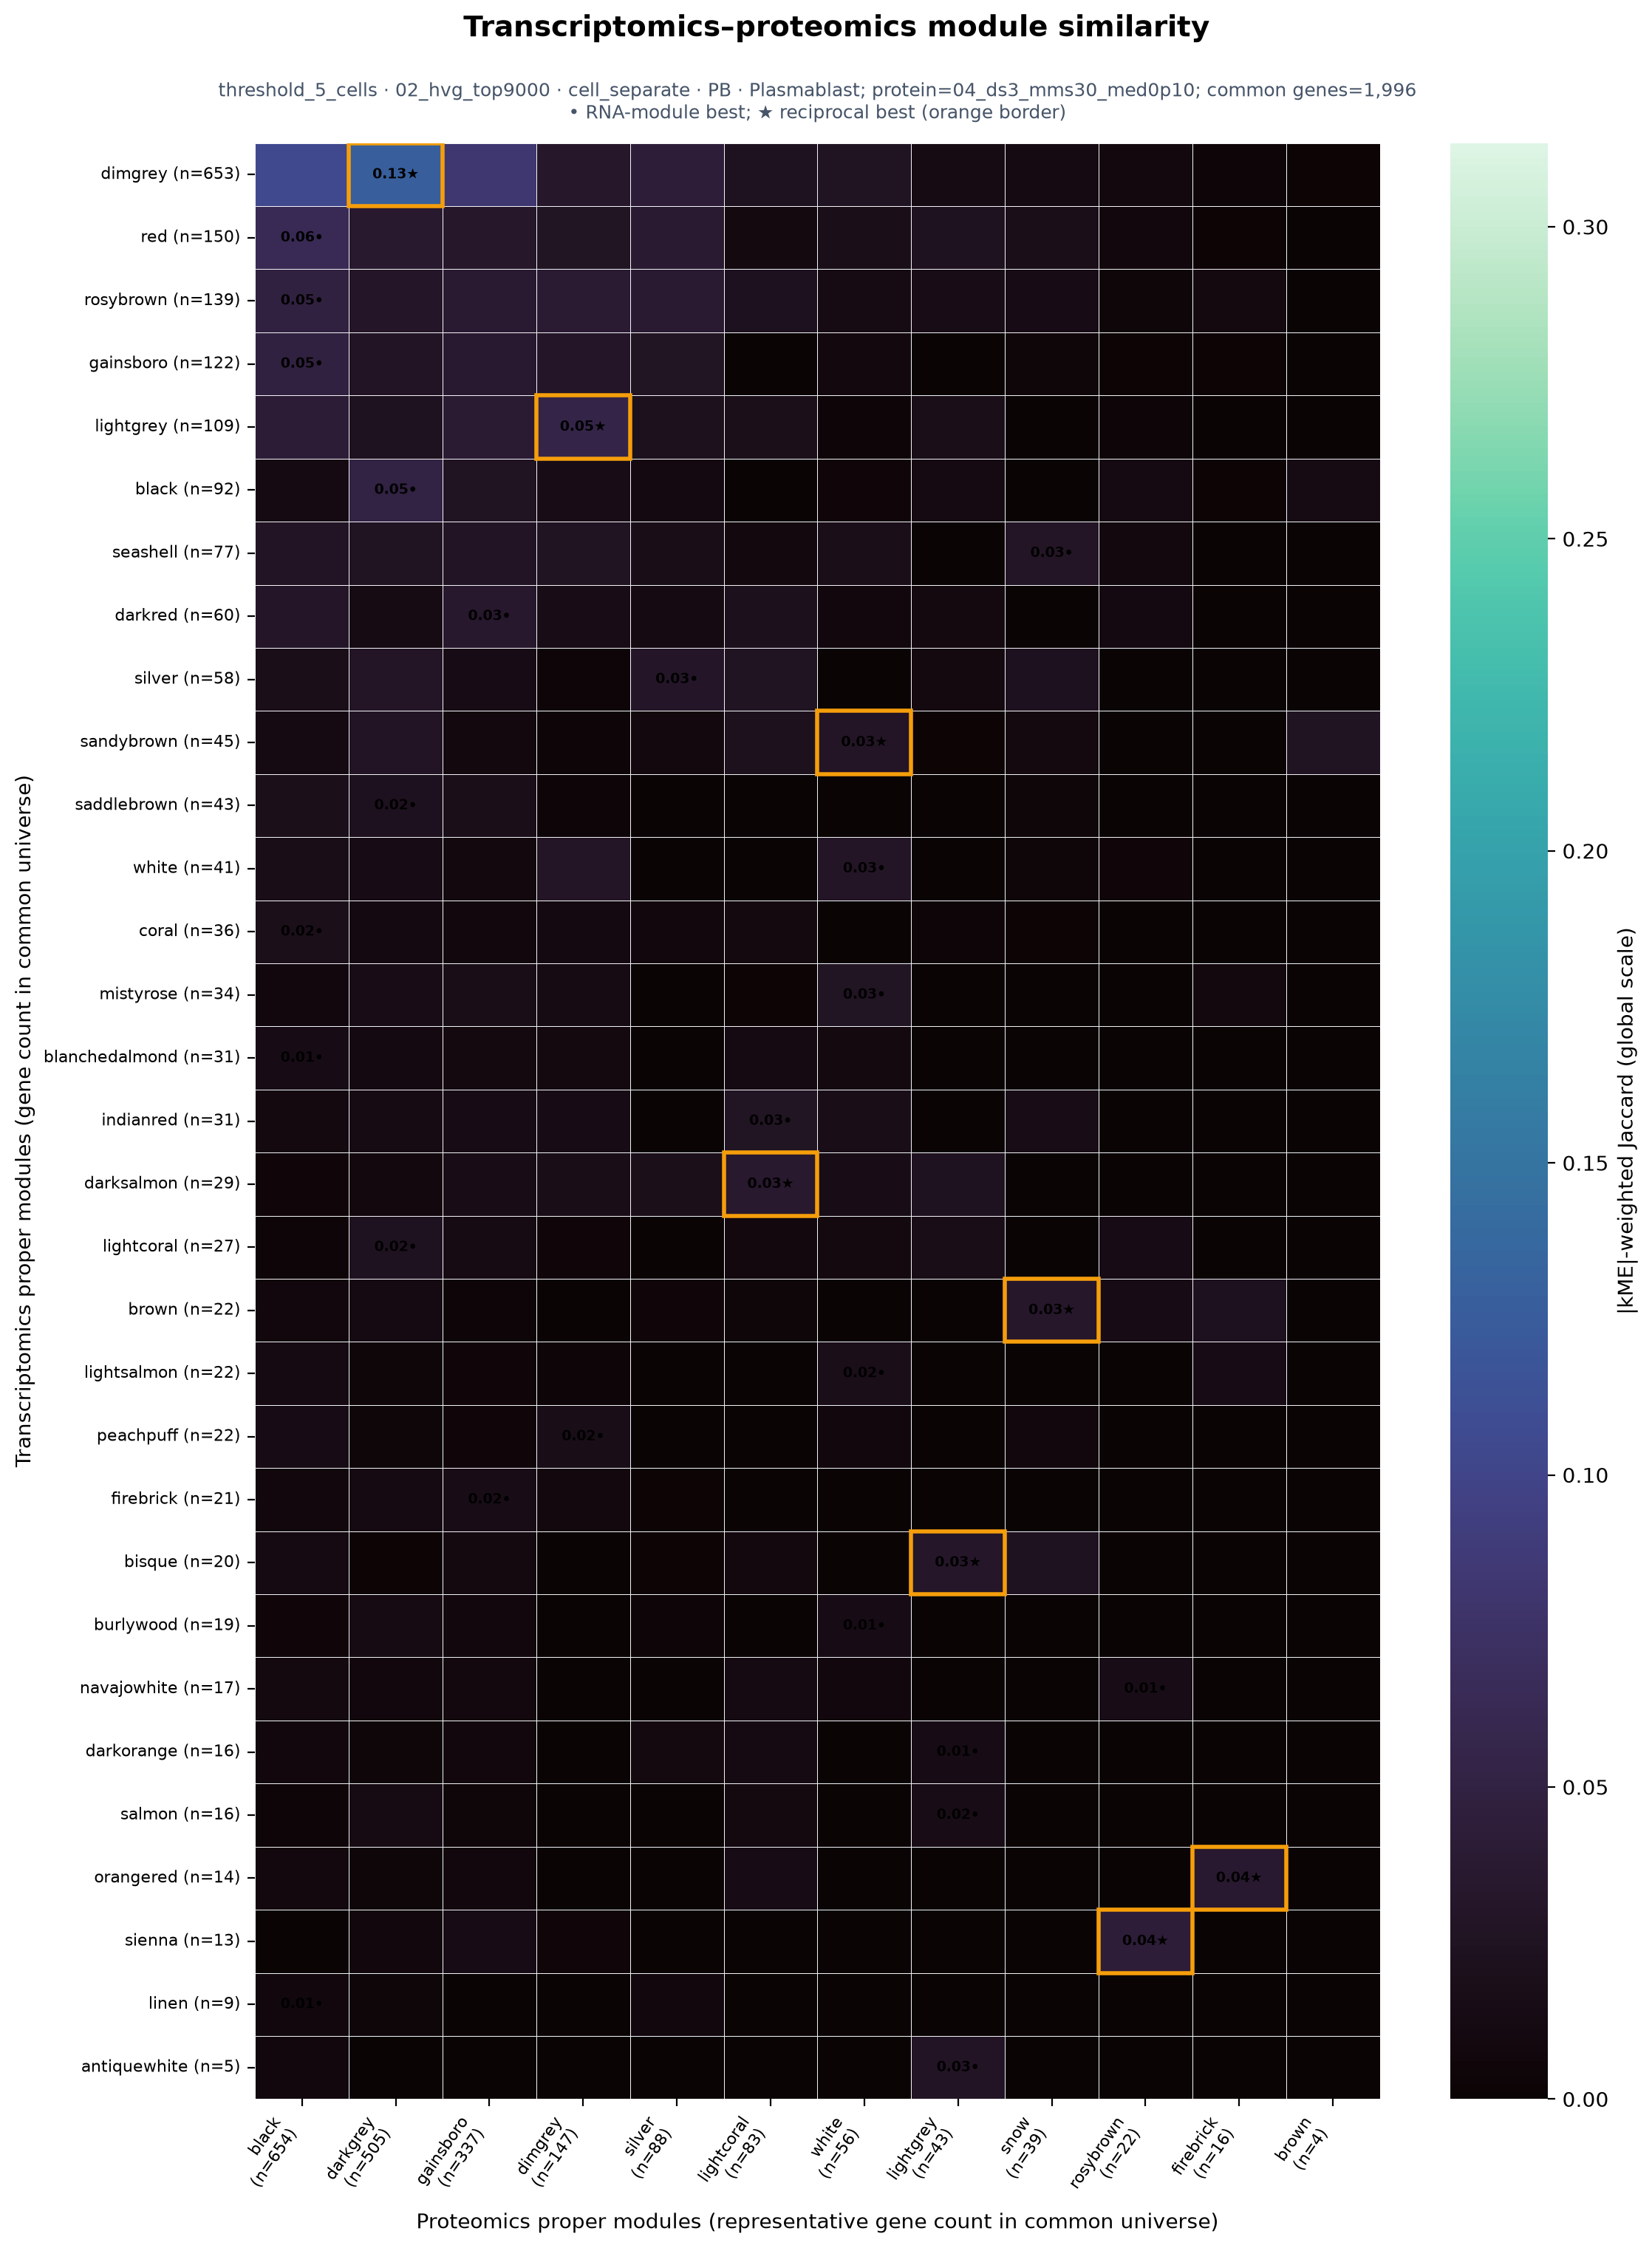 Transcriptomics–proteomics module similarity
threshold_5_cells · 02_hvg_top9000 · cell_separate · PB · Plasmablast; protein=04_ds3_mms30_med0p10; common genes=1,996
• RNA-module best; ★ reciprocal best (orange border)
Transcriptomics proper modules (gene count in common universe)
dimgrey (n=653)
0.13★
red (n=150)
0.06•
rosybrown (n=139)
0.05•
gainsboro (n=122)
0.05•
lightgrey (n=109)
0.05★
black (n=92)
0.05•
seashell (n=77)
0.03•
darkred (n=60)
0.03•
silver (n=58)
0.03•
sandybrown (n=45)
0.03★
saddlebrown (n=43)
0.02•
white (n=41)
0.03•
coral (n=36)
0.02•
mistyrose (n=34)
0.03•
blanchedalmond (n=31)
0.01•
indianred (n=31)
0.03•
darksalmon (n=29)
0.03★
lightcoral (n=27)
0.02•
brown (n=22)
0.03★
lightsalmon (n=22)
0.02•
peachpuff (n=22)
0.02•
firebrick (n=21)
0.02•
bisque (n=20)
0.03★
burlywood (n=19)
0.01•
navajowhite (n=17)
0.01•
darkorange (n=16)
0.01•
salmon (n=16)
0.02•
orangered (n=14)
0.04★
sienna (n=13)
0.04★
linen (n=9)
0.01•
antiquewhite (n=5)
0.03•
black
(n=654)
darkgrey
(n=505)
gainsboro
(n=337)
dimgrey
(n=147)
silver
(n=88)
lightcoral
(n=83)
white
(n=56)
lightgrey
(n=43)
snow
(n=39)
rosybrown
(n=22)
firebrick
(n=16)
brown
(n=4)
Proteomics proper modules (representative gene count in common universe)
0.30
0.25
0.20
0.15
0.10
0.05
0.00
|kME|-weighted Jaccard (global scale)